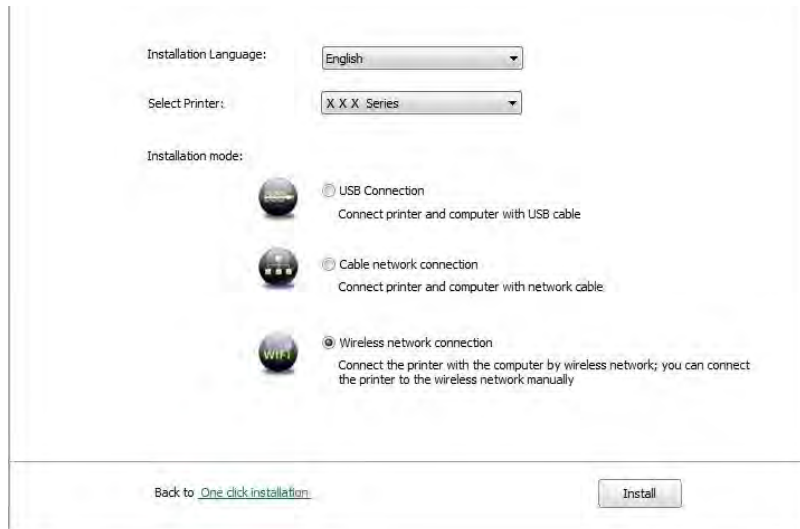 Installation Language:
English
Select Printer:
X X X Series
Installation mode:
USB Connection
Connect printer and computer with USB cable
Cable network connection
Connect printer and computer with network cable
WIFI
Wireless network connection
Connect the printer with the computer by wireless network; you can connect
the printer to the wireless network manually
Back to One click installation
Install